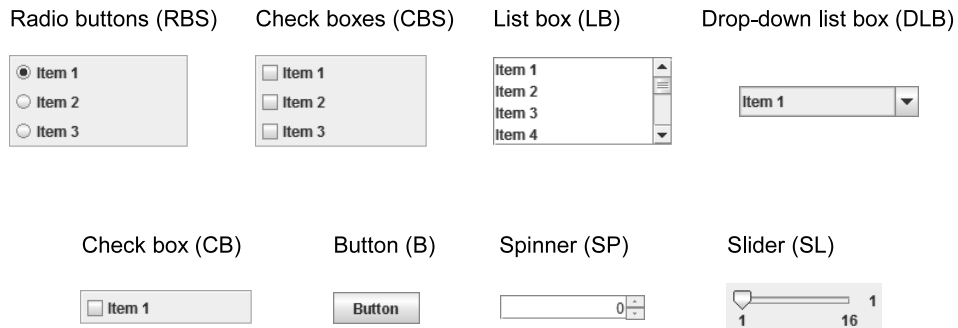 Radio buttons (RBS)
Item 1
Item 2
Item 3
Check boxes (CBS)
Item 1
Item 2
Item 3
List box (LB)
Item 1
Item 2
Item 3
Item 4
Drop-down list box (DLB)
Item 1
Check box (CB)
Item 1
Button (B)
Button
Spinner (SP)
0
Slider (SL)
1
1 16